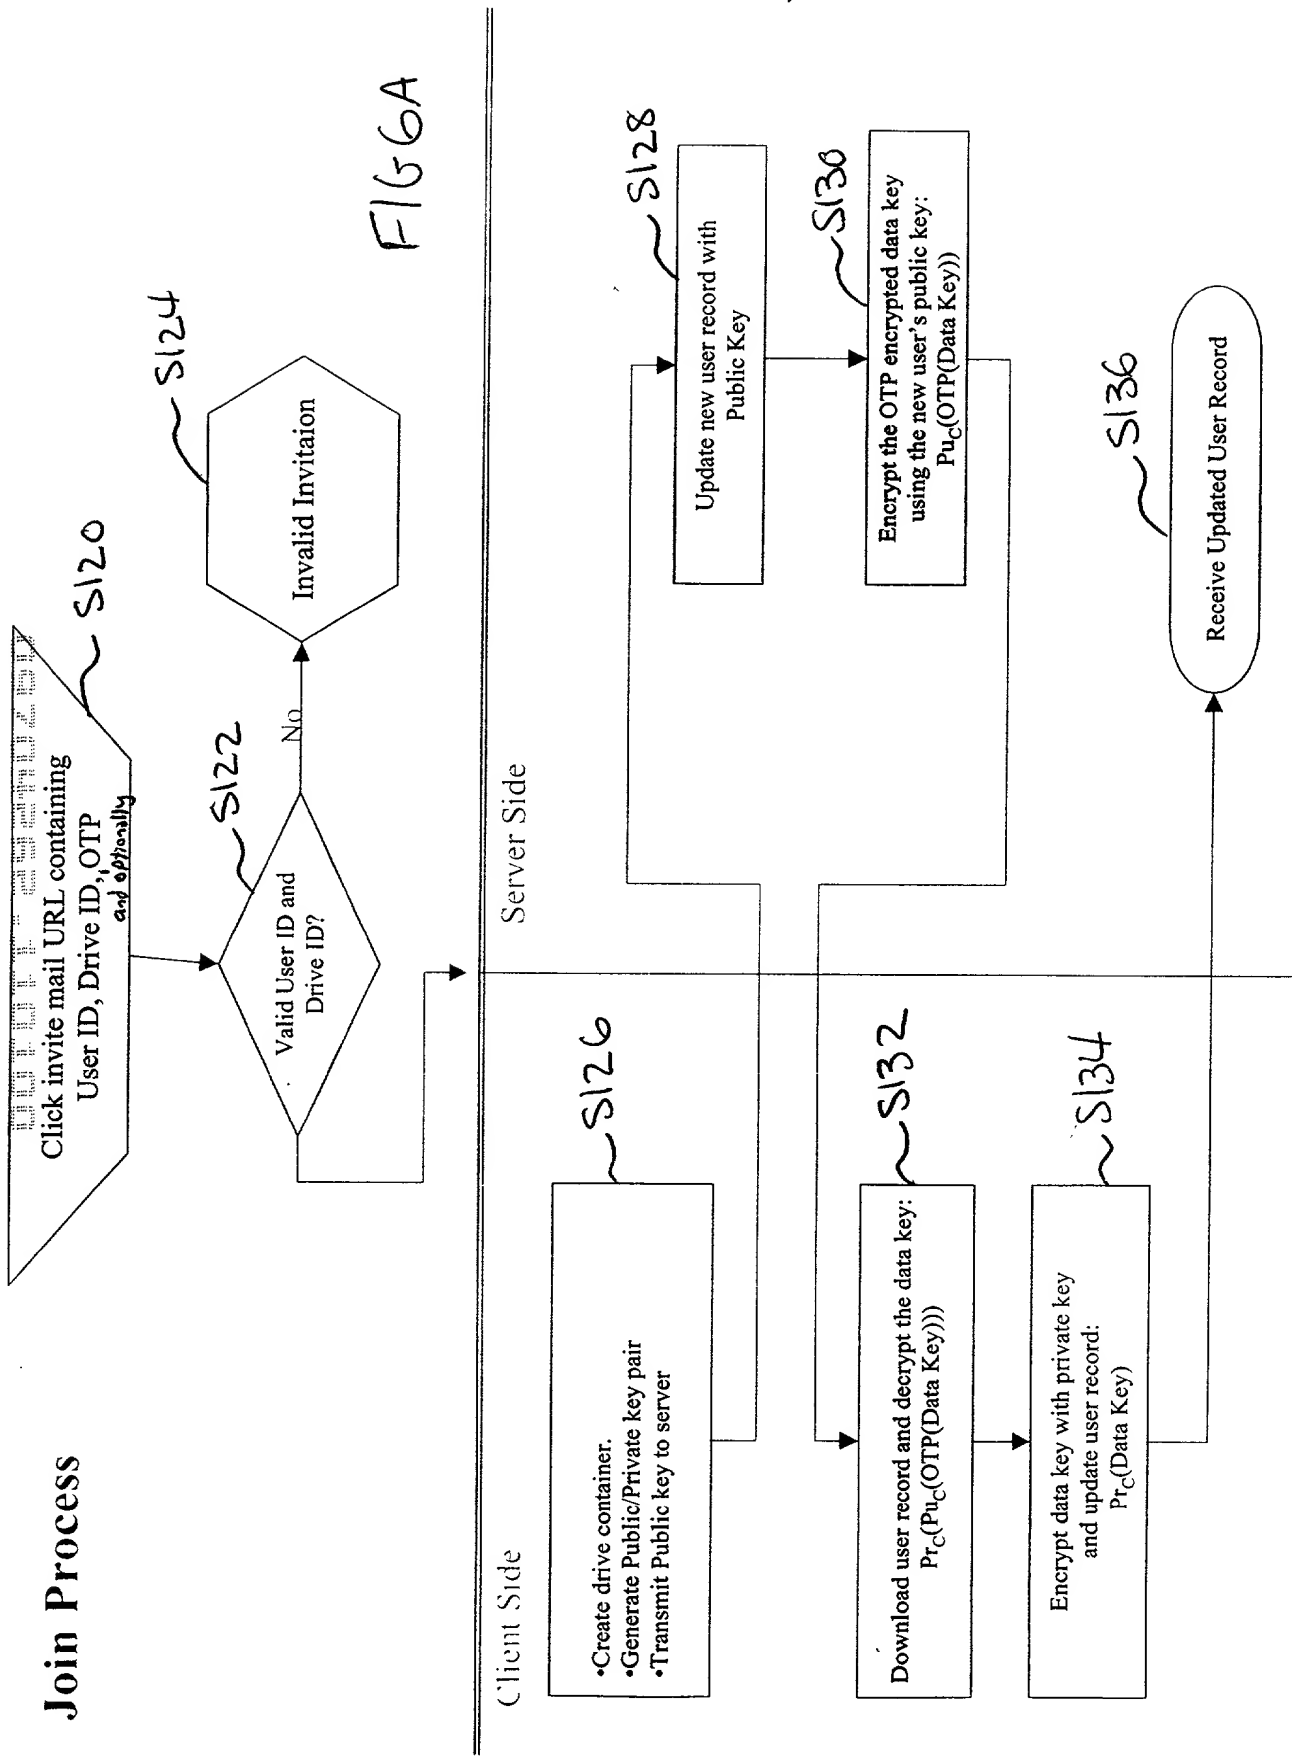 Join Process
Click invite mail URL containing
User ID, Drive ID, OTP
and optionally
S120
Valid User ID and
Drive ID?
S122
No
Invalid Invitaion
S124
FIG 6A
Client Side
Server Side
•Create drive container.
•Generate Public/Private key pair
•Transmit Public key to server
S126
Update new user record with
Public Key
S128
Encrypt the OTP encrypted data key
using the new user's public key:
PuC(OTP(Data Key))
S130
Download user record and decrypt the data key:
PrC(PuC(OTP(Data Key)))
S132
Encrypt data key with private key
and update user record:
PrC(Data Key)
S134
Receive Updated User Record
S136